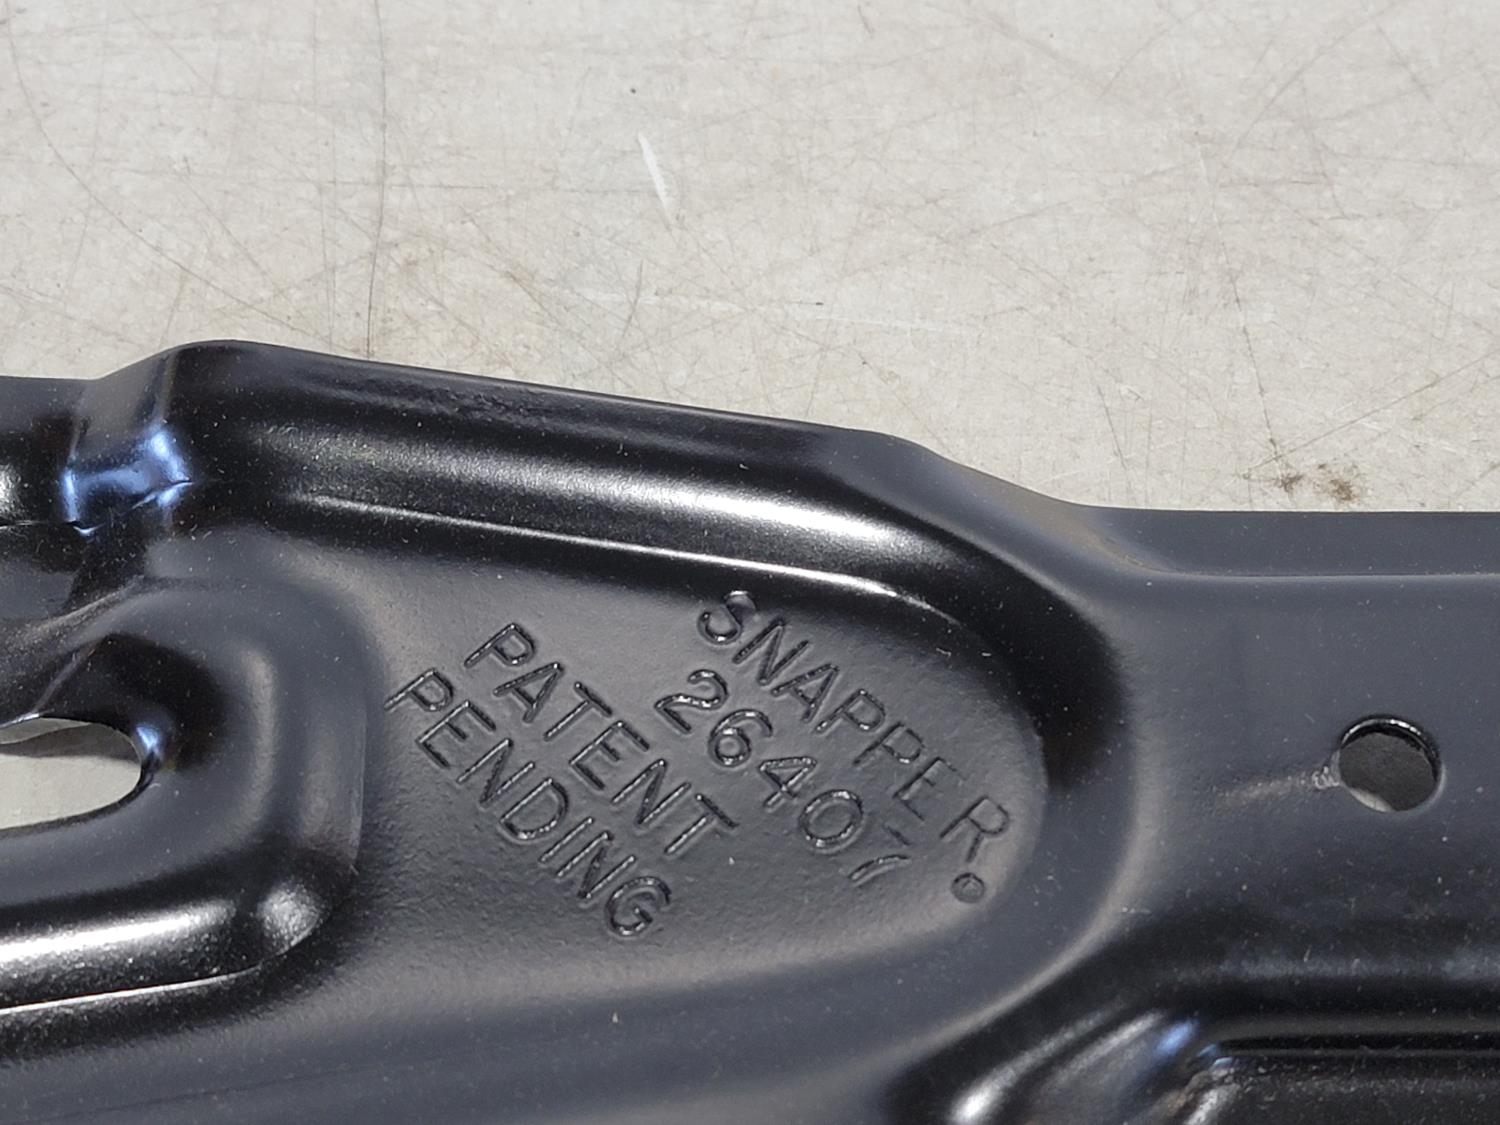 SNAPPER
26407
PATENT
PENDING